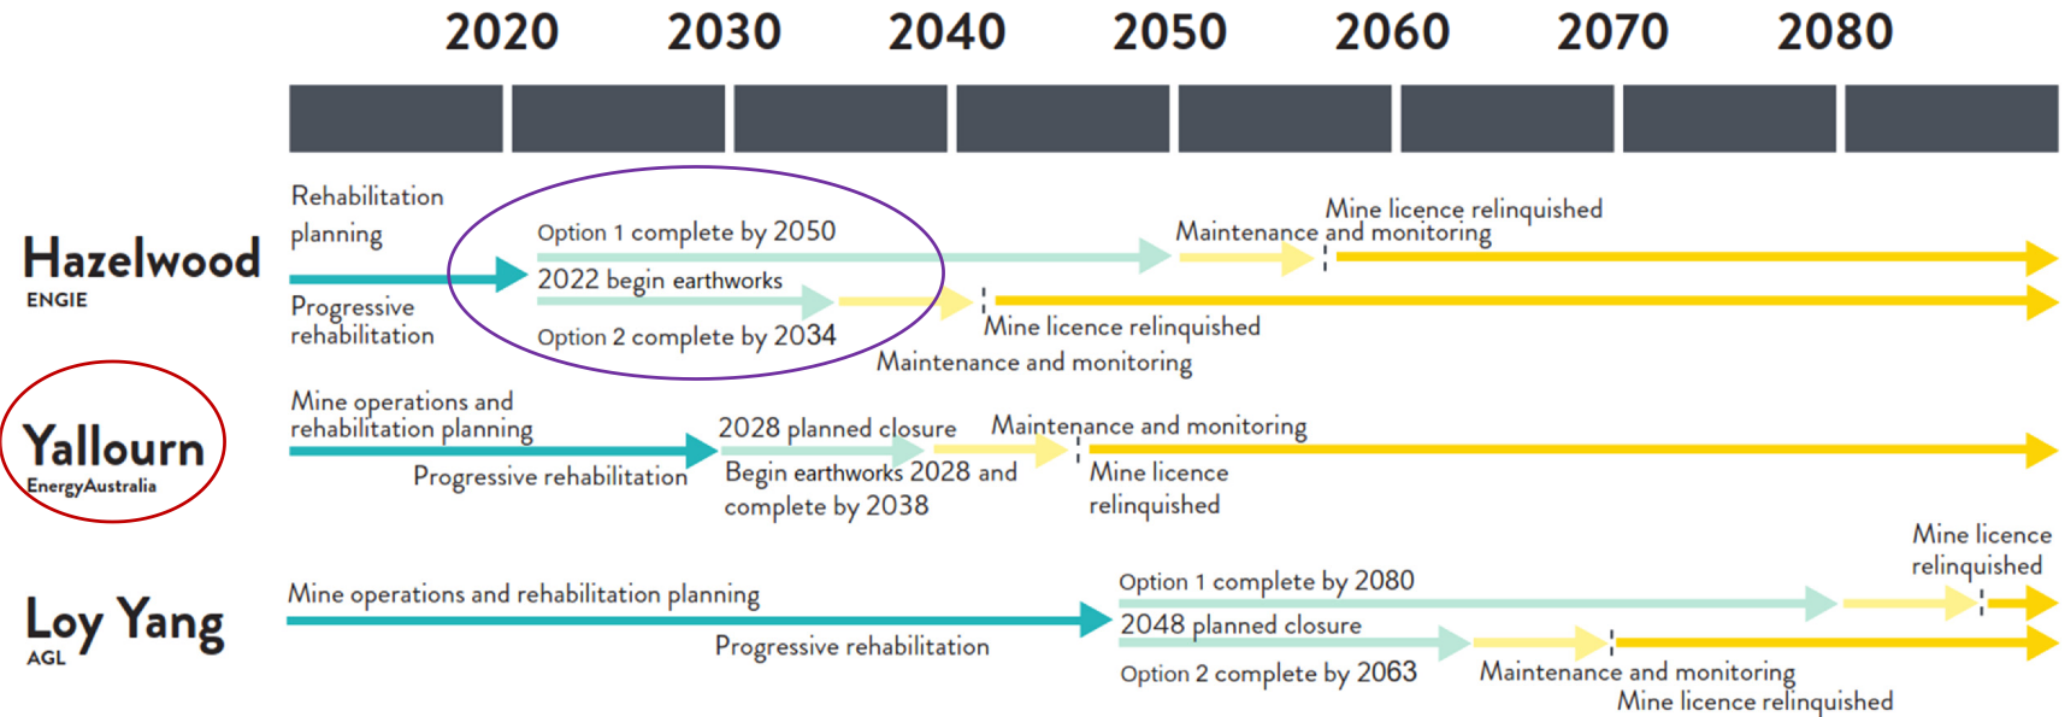 2020 2030 2040 2050 2060 2070 2080
Hazelwood
ENGIE
Rehabilitation
planning
Progressive
rehabilitation
Option 1 complete by 2050
2022 begin earthworks
Option 2 complete by 2034
Maintenance and monitoring
Mine licence relinquished
Mine licence relinquished
Maintenance and monitoring
Yallourn
EnergyAustralia
Mine operations and
rehabilitation planning
Progressive rehabilitation
2028 planned closure
Begin earthworks 2028 and
complete by 2038
Maintenance and monitoring
Mine licence
relinquished
Loy Yang
AGL
Mine operations and rehabilitation planning
Progressive rehabilitation
Option 1 complete by 2080
2048 planned closure
Option 2 complete by 2063
Mine licence
relinquished
Maintenance and monitoring
Mine licence relinquished